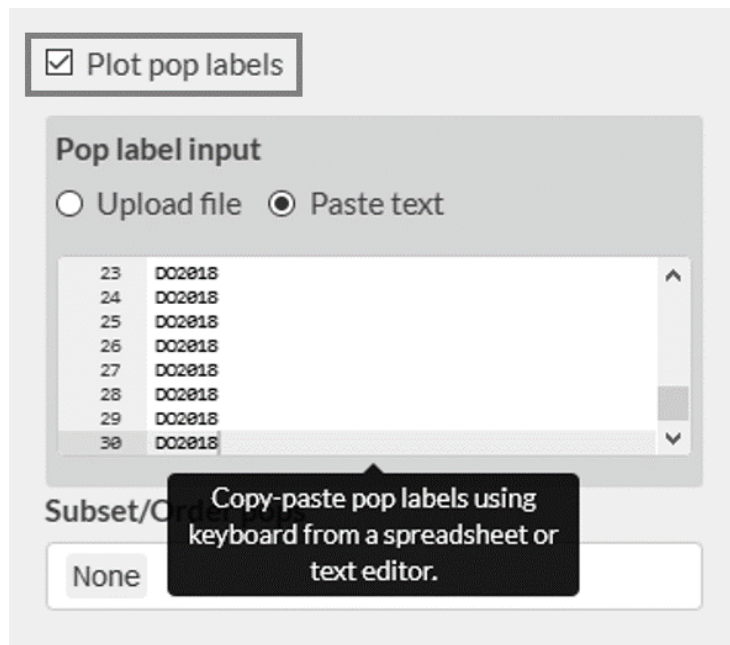 Plot pop labels
Pop label input
Upload file Paste text
23 DO2018
24 DO2018
25 DO2018
26 DO2018
27 DO2018
28 DO2018
29 DO2018
30 DO2018
Copy-paste pop labels using
Subset/Order pops
keyboard from a spreadsheet or
text editor.
None